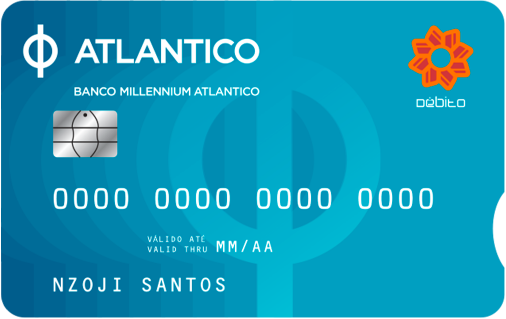 ATLANTICO
BANCO MILLENNIUM ATLANTICO
Débito
0000 0000 0000 0000
VÁLIDO ATÉ
VALID THRU MM/AA
NZOJI SANTOS